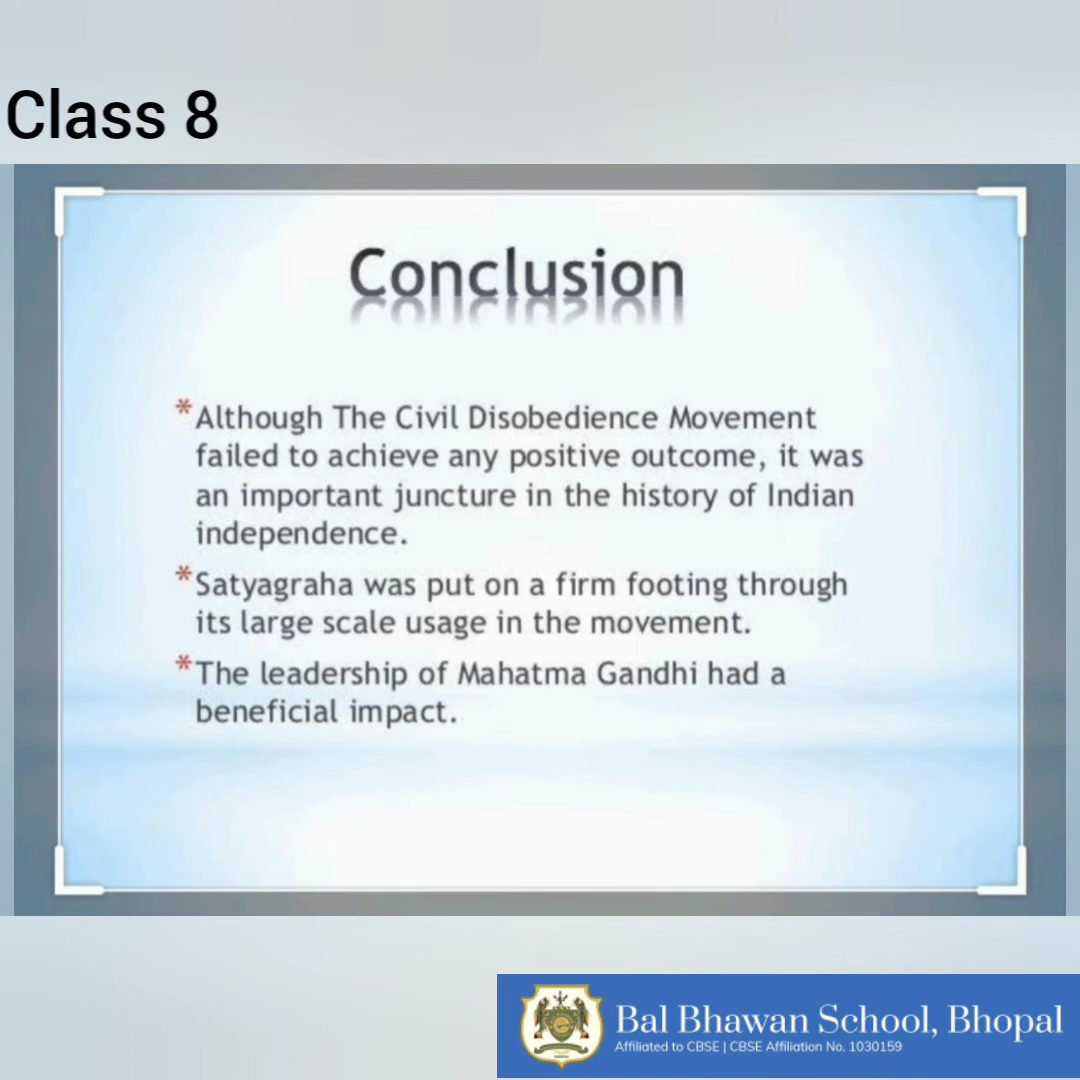 Class 8
Conclusion
*Although The Civil Disobedience Movement
failed to achieve any positive outcome, it was
an important juncture in the history of Indian
independence.
*Satyagraha was put on a firm footing through
its large scale usage in the movement.
*The leadership of Mahatma Gandhi had a
beneficial impact.
Bal Bhawan School, Bhopal
Affiliated to CBSE | CBSE Affiliation No. 1030159